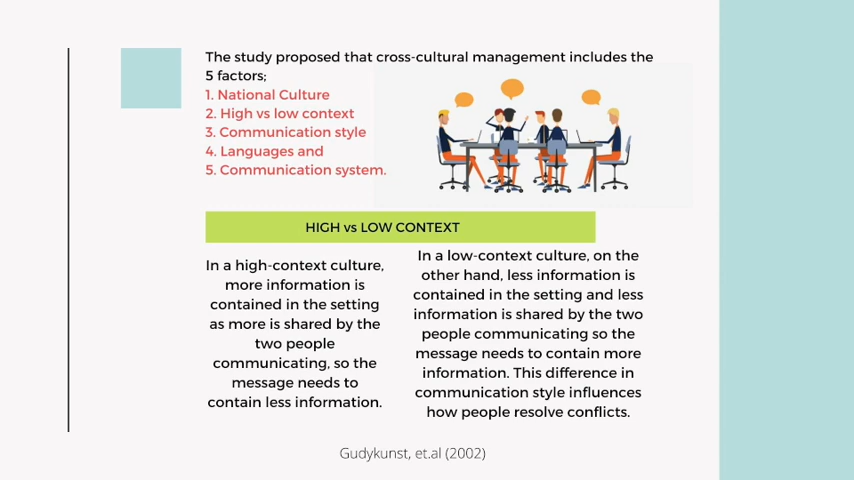 The study proposed that cross-cultural management includes the
5 factors;
1. National Culture
2. High vs low context
3. Communication style
4. Languages and
5. Communication system.
HIGH vs LOW CONTEXT
In a high-context culture,
more information is
contained in the setting
as more is shared by the
two people
communicating, so the
message needs to
contain less information.
In a low-context culture, on the
other hand, less information is
contained in the setting and less
information is shared by the two
people communicating so the
message needs to contain more
information. This difference in
communication style influences
how people resolve conflicts.
Gudykunst, et.al (2002)